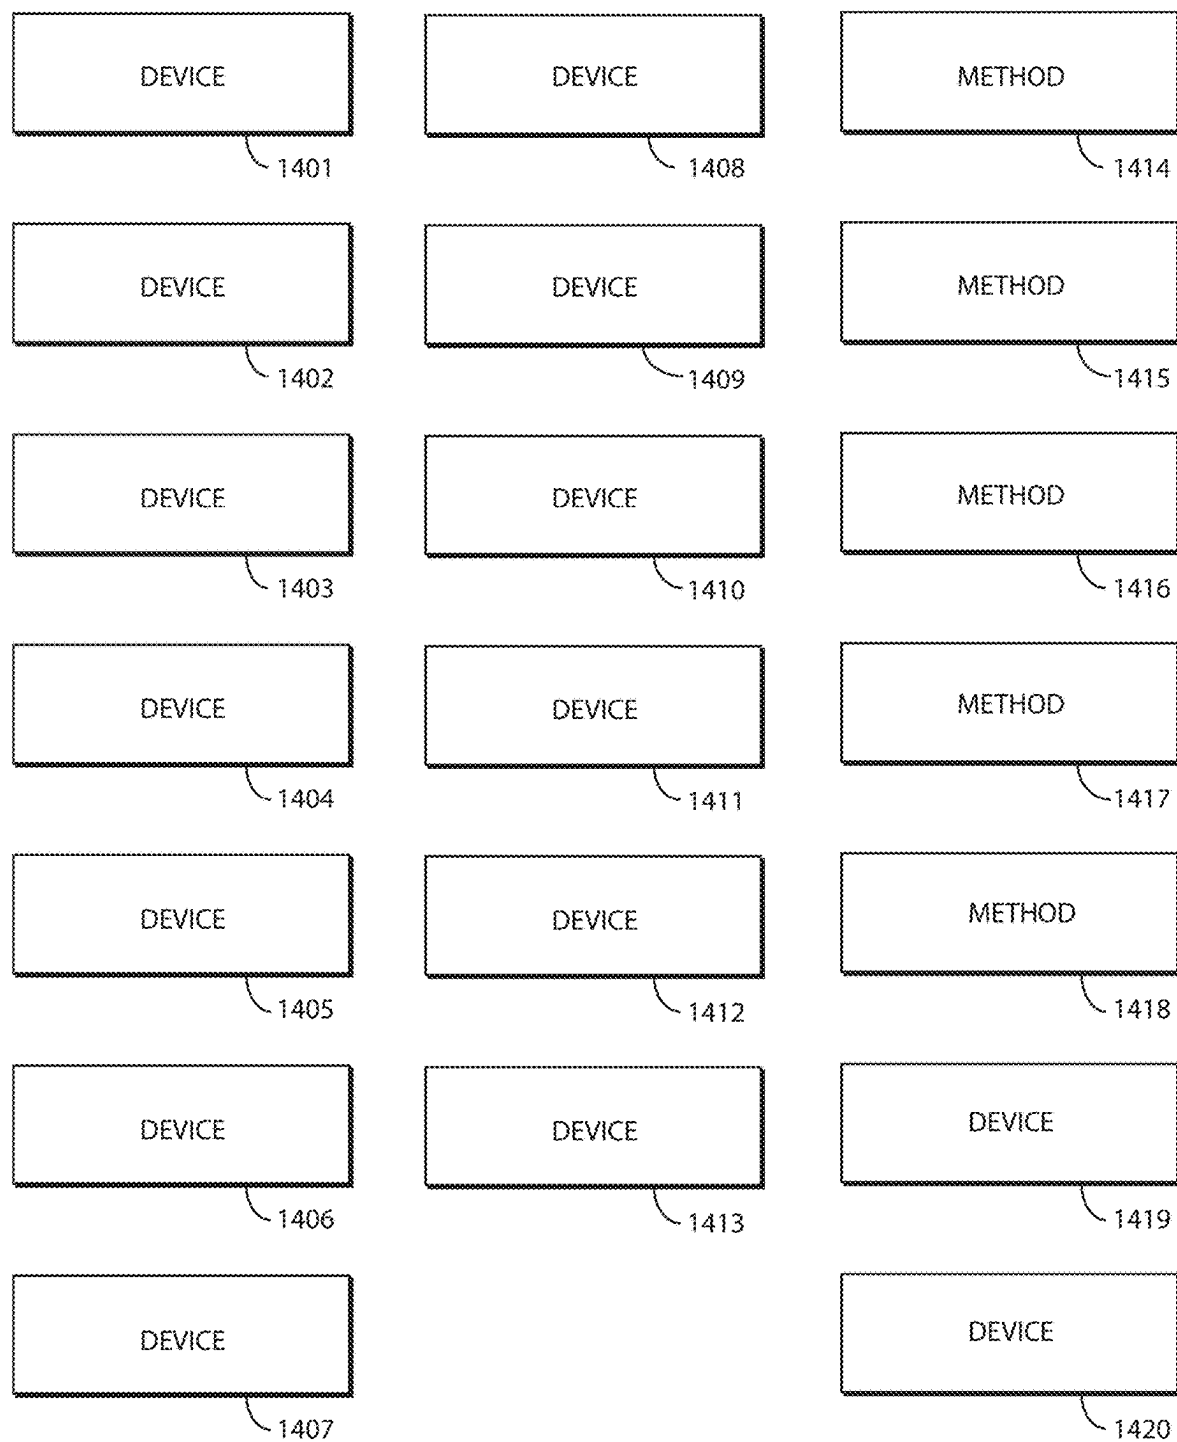 DEVICE
1401
DEVICE
1402
DEVICE
1403
DEVICE
1404
DEVICE
1405
DEVICE
1406
DEVICE
1407
DEVICE
1408
DEVICE
1409
DEVICE
1410
DEVICE
1411
DEVICE
1412
DEVICE
1413
METHOD
1414
METHOD
1415
METHOD
1416
METHOD
1417
METHOD
1418
DEVICE
1419
DEVICE
1420